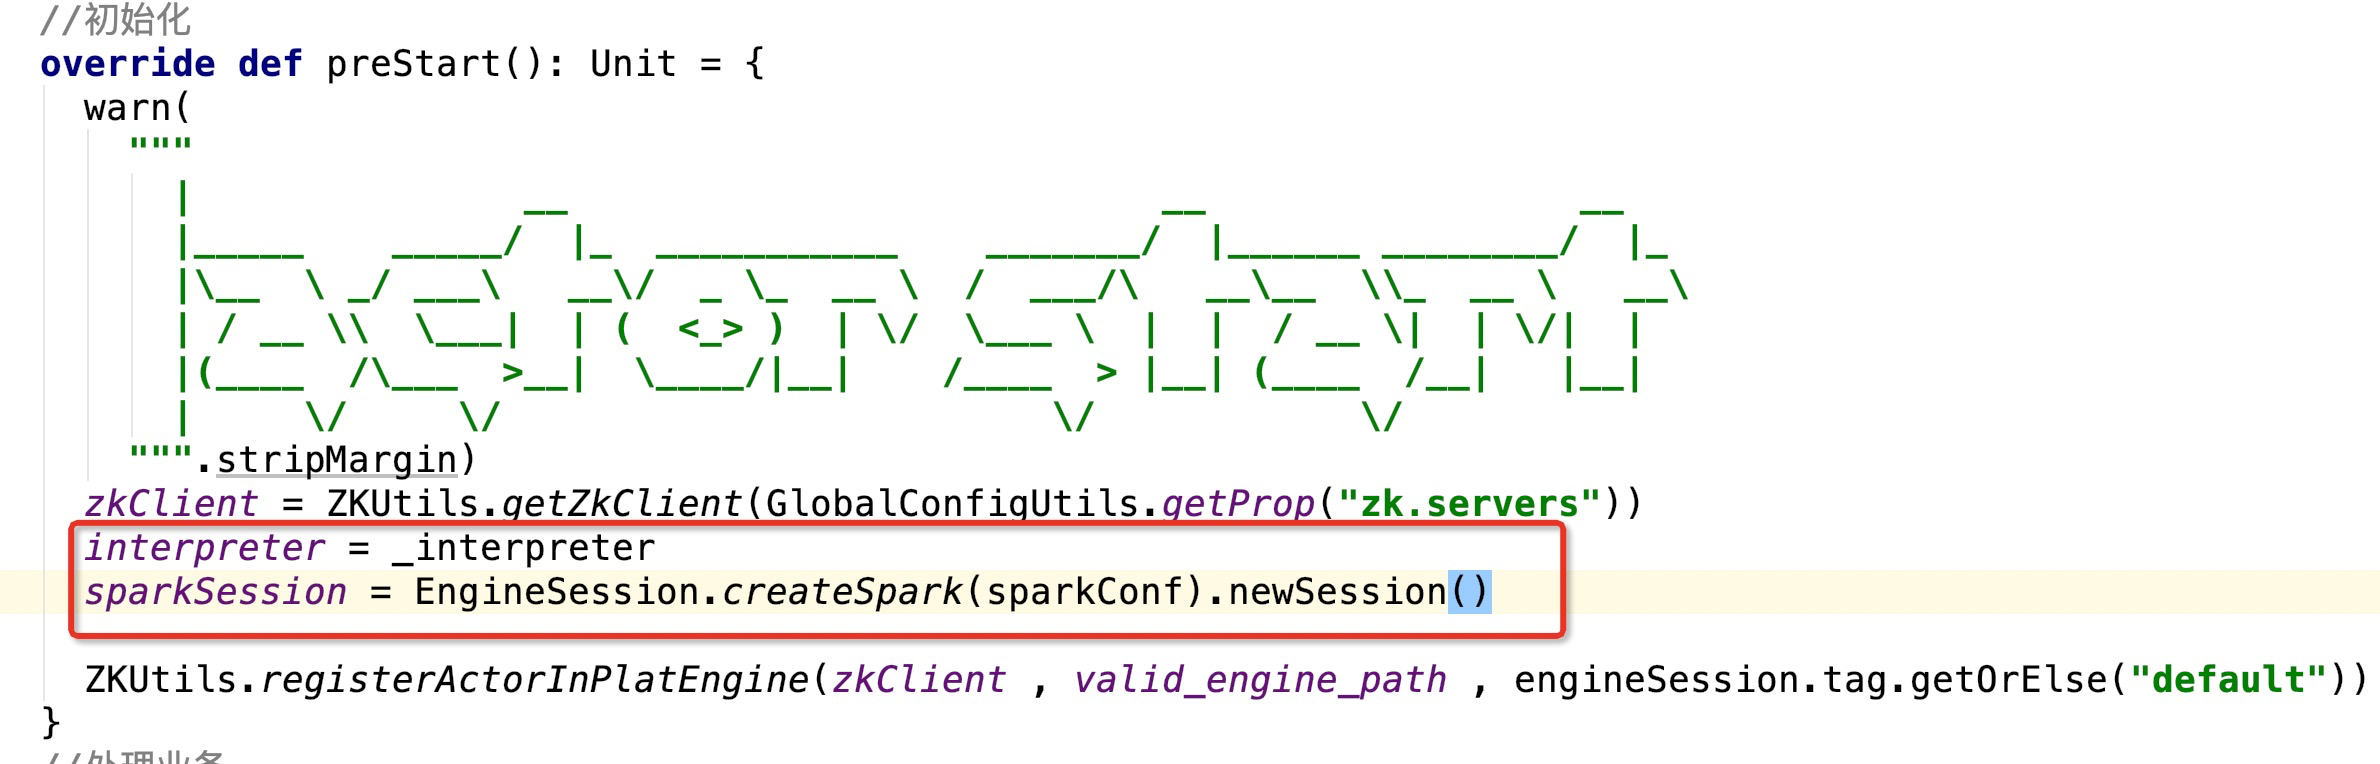 //初始化
override def preStart(): Unit = {
warn(
"""
|
|                __                          __                 __
|_____    _____/  |_  ___________    _______/  |______ ________/  |_
|\__  \ _/ ___\   __\/  _ \_  __ \  /  ___/\   __\__  \\_  __ \   __\
| / __ \\  \___|  | (  <_> )  | \/  \___ \  |  |  / __ \|  | \/|  |
|(____  /\___  >__|  \____/|__|    /____  > |__| (____  /__|   |__|
|     \/     \/                         \/            \/
""".stripMargin)
zkClient = ZKUtils.getZkClient(GlobalConfigUtils.getProp("zk.servers"))
interpreter = _interpreter
sparkSession = EngineSession.createSpark(sparkConf).newSession()
ZKUtils.registerActorInPlatEngine(zkClient , valid_engine_path , engineSession.tag.getOrElse("default"))
}
//处理业务